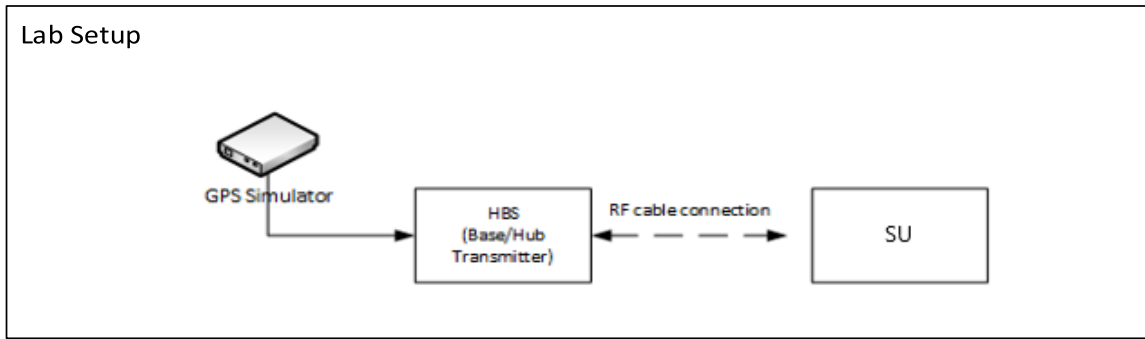 Lab Setup
GPS Simulator
HBS
(Base/Hub
Transmitter)
RF cable connection
SU